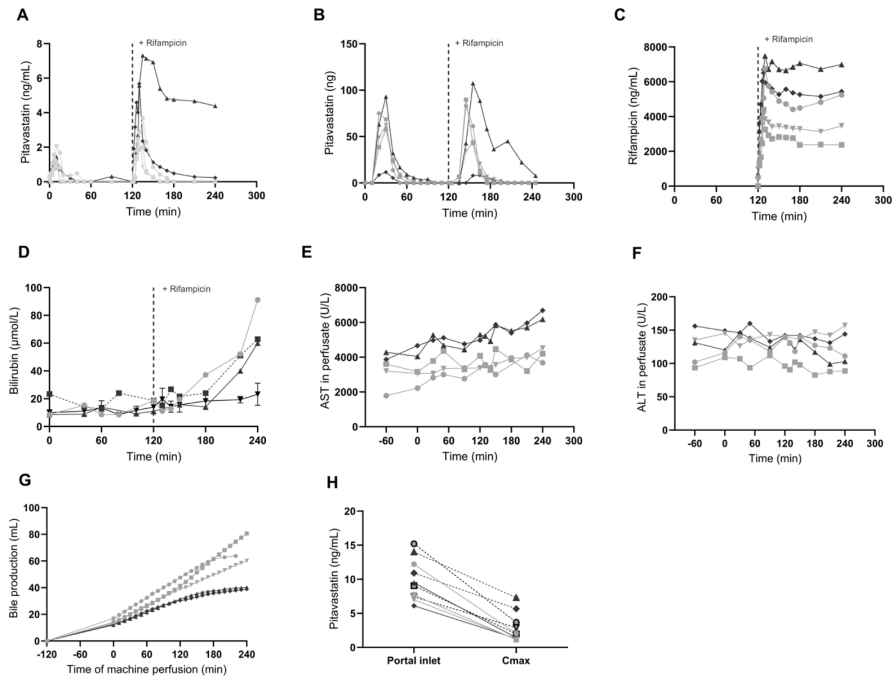 A
+ Rifampicin
Pitavastatin (ng/mL)
8
6
4
2
0
0 60 120 180 240 300
Time (min)
B
+ Rifampicin
Pitavastatin (ng)
150
100
50
0
0 60 120 180 240 300
Time (min)
C
+ Rifampicin
Rifampicin (ng/mL)
8000
6000
4000
2000
0
0 60 120 180 240 300
Time (min)
D
+ Rifampicin
Bilirubin (µmol/L)
100
80
60
40
20
0
0 60 120 180 240
Time (min)
E
AST in perfusate (U/L)
8000
6000
4000
2000
0
-60 0 60 120 180 240 300
Time (min)
F
ALT in perfusate (U/L)
200
150
100
50
0
-60 0 60 120 180 240 300
Time (min)
G
Bile production (mL)
100
80
60
40
20
0
-120 -60 0 60 120 180 240
Time of machine perfusion (min)
H
Pitavastatin (ng/mL)
20
15
10
5
0
Portal inlet Cmax